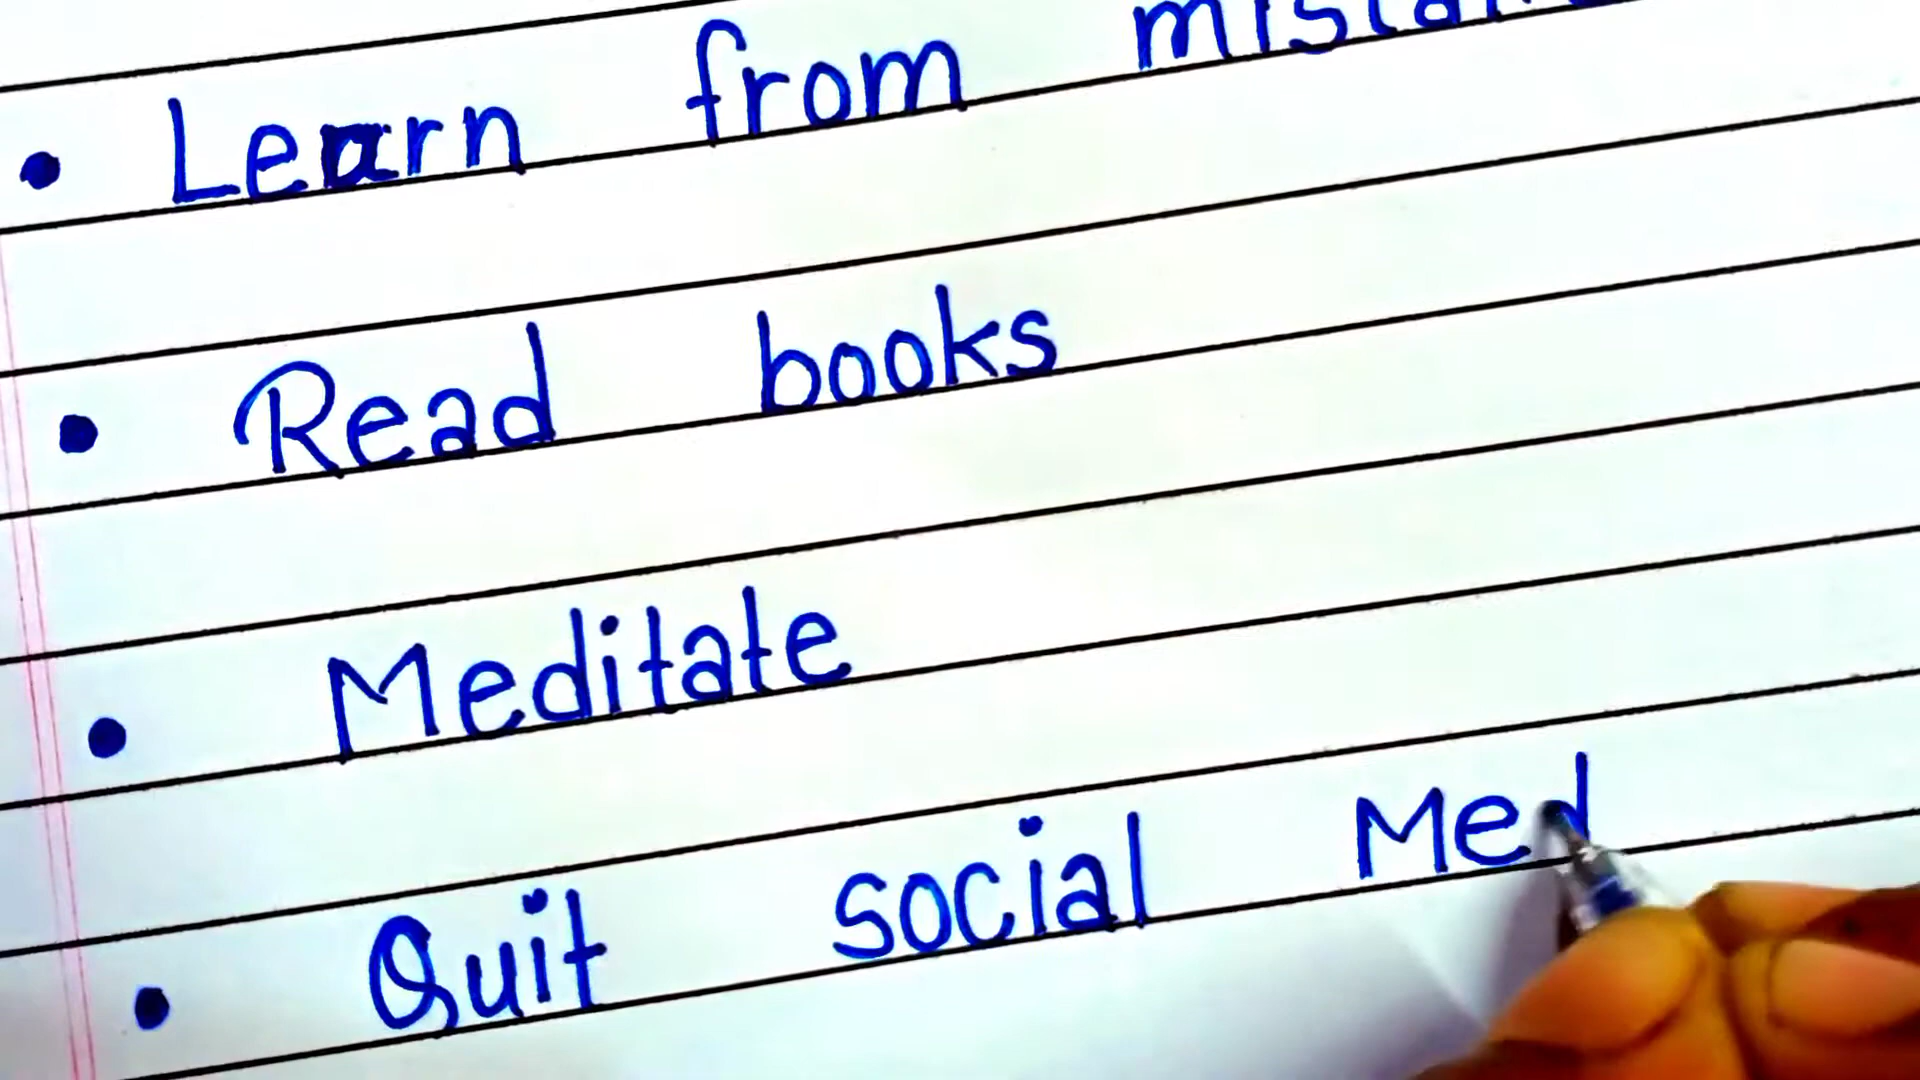 • Learn from
• Read books
• Meditate
• Quit social Med